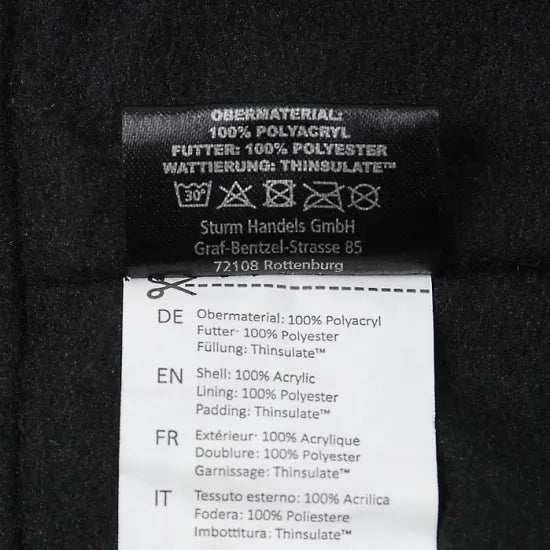 OBERMATERIAL:
100% POLYACRYL
FUTTER: 100% POLYESTER
WATTIERUNG: THINSULATE™
30°
Sturm Handels GmbH
Graf-Bentzel-Strasse 85
72108 Rottenburg
DE Obermaterial: 100% Polyacryl
Futter: 100% Polyester
Füllung: Thinsulate™
EN Shell: 100% Acrylic
Lining: 100% Polyester
Padding: Thinsulate™
FR Extérieur: 100% Acrylique
Doublure: 100% Polyester
Garnissage: Thinsulate™
IT Tessuto esterno: 100% Acrilica
Fodera: 100% Poliestere
Imbottitura: Thinsulate™